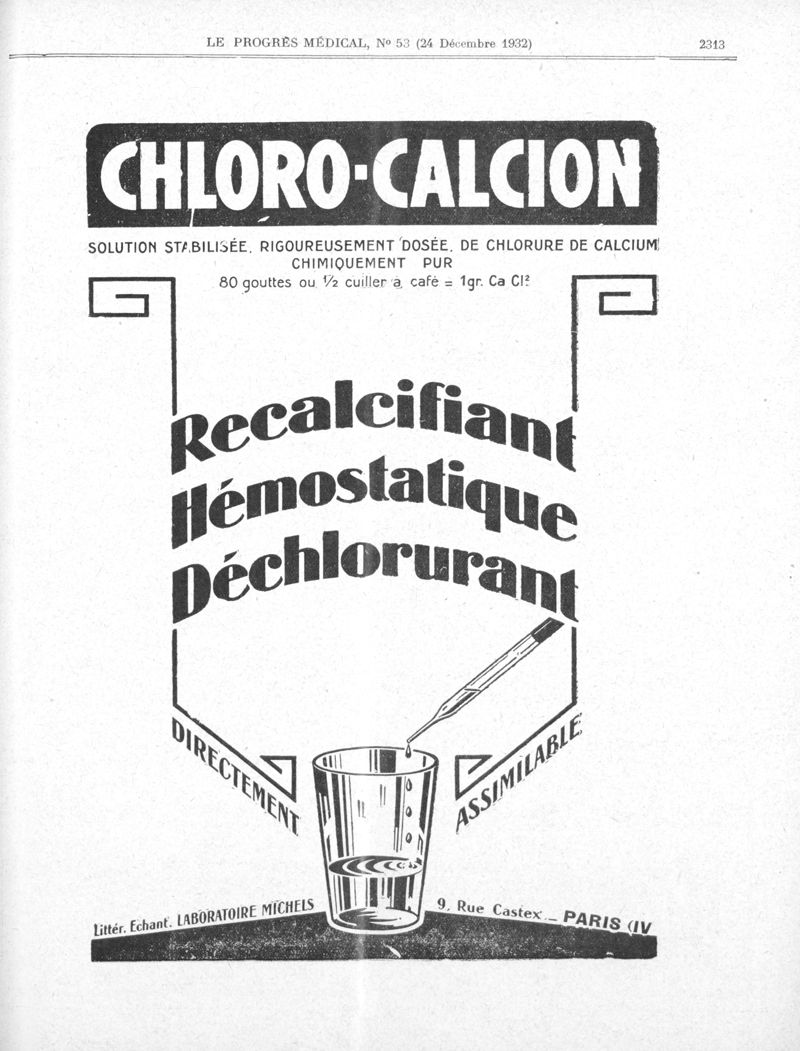 LE PROGRÈS MÉDICAL, No 53 (24 Décembre 1932) 2313
CHLORO-CALCION
SOLUTION STABILISÉE, RIGOUREUSEMENT DOSÉE, DE CHLORURE DE CALCIUM
CHIMIQUEMENT PUR
80 gouttes ou ½ cuiller à café = 1gr. Ca Cl²
Recalcifiant
Hémostatique
Déchlorurant
DIRECTEMENT ASSIMILABLE
Littér. Echant. LABORATOIRE MICHELS 9, Rue Castex _ PARIS (IV